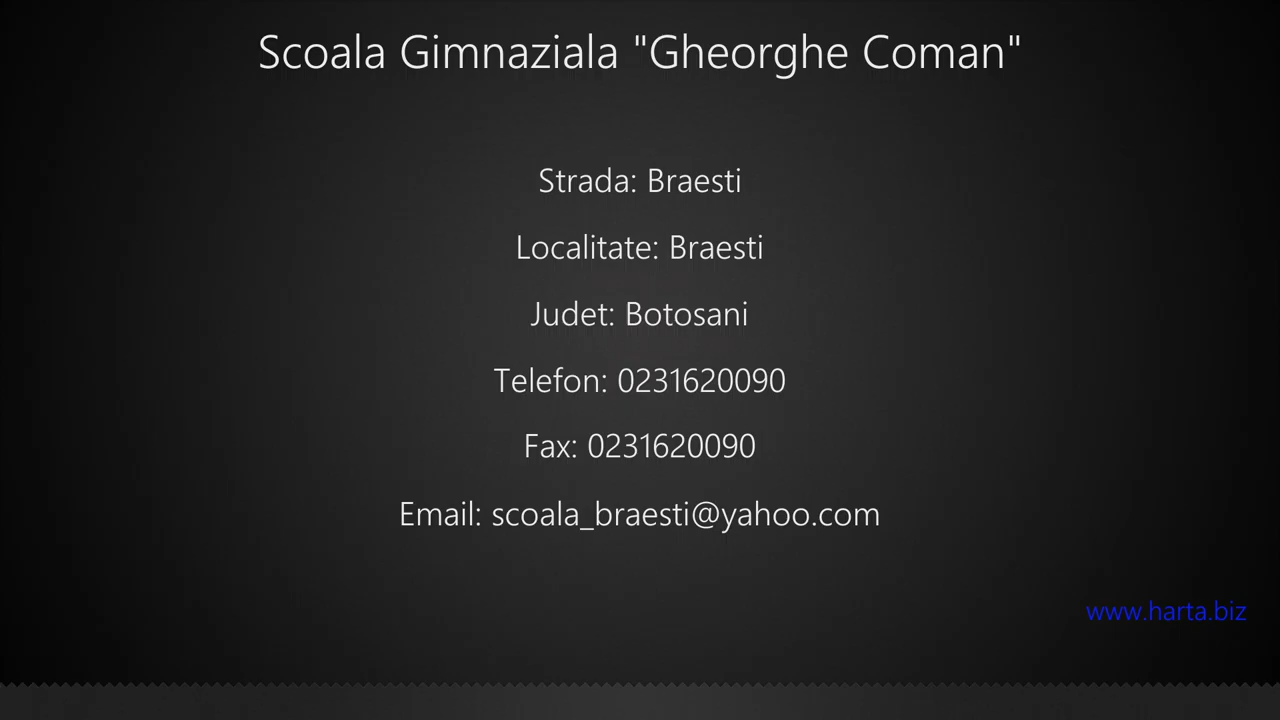 Scoala Gimnaziala "Gheorghe Coman"
Strada: Braesti
Localitate: Braesti
Judet: Botosani
Telefon: 0231620090
Fax: 0231620090
Email: scoala_braesti@yahoo.com
www.harta.biz